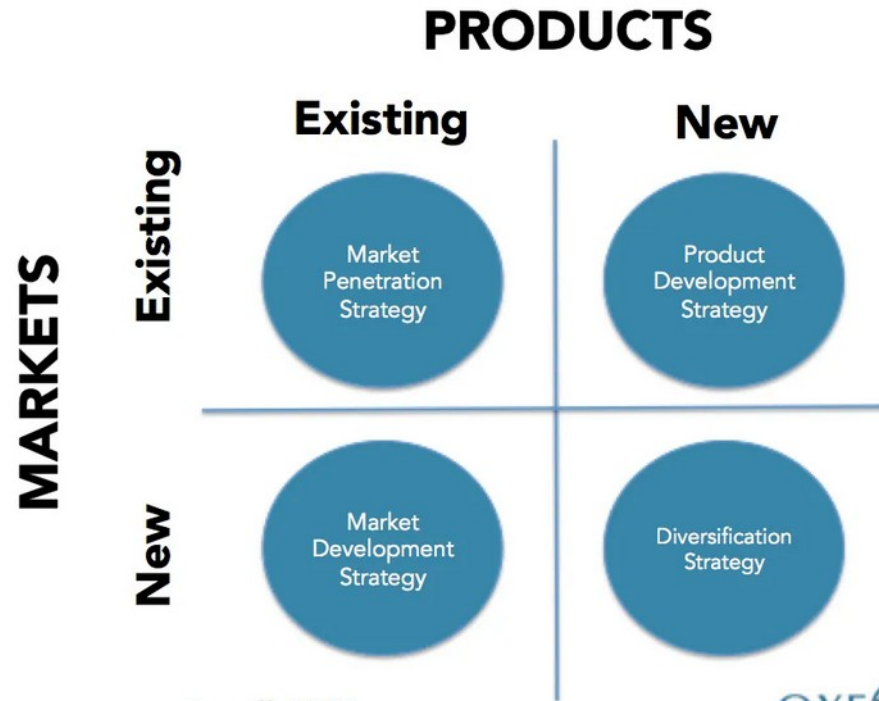 PRODUCTS
Existing
New
MARKETS
Existing
Market
Penetration
Strategy
Product
Development
Strategy
New
Market
Development
Strategy
Diversification
Strategy